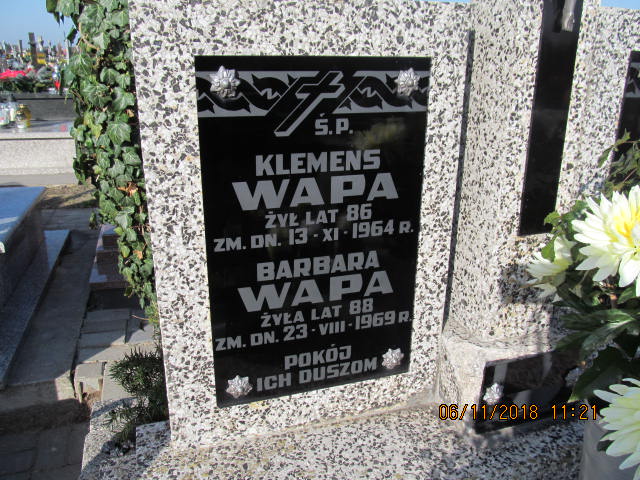 Ś.P.
KLEMENS
WAPA
ŻYŁ LAT 86
ZM. DN. 13-XI-1964 R.
BARBARA
WAPA
ŻYŁA LAT 88
ZM. DN. 23-VIII-1969 R.
POKÓJ
ICH DUSZOM
06/11/2018 11:21